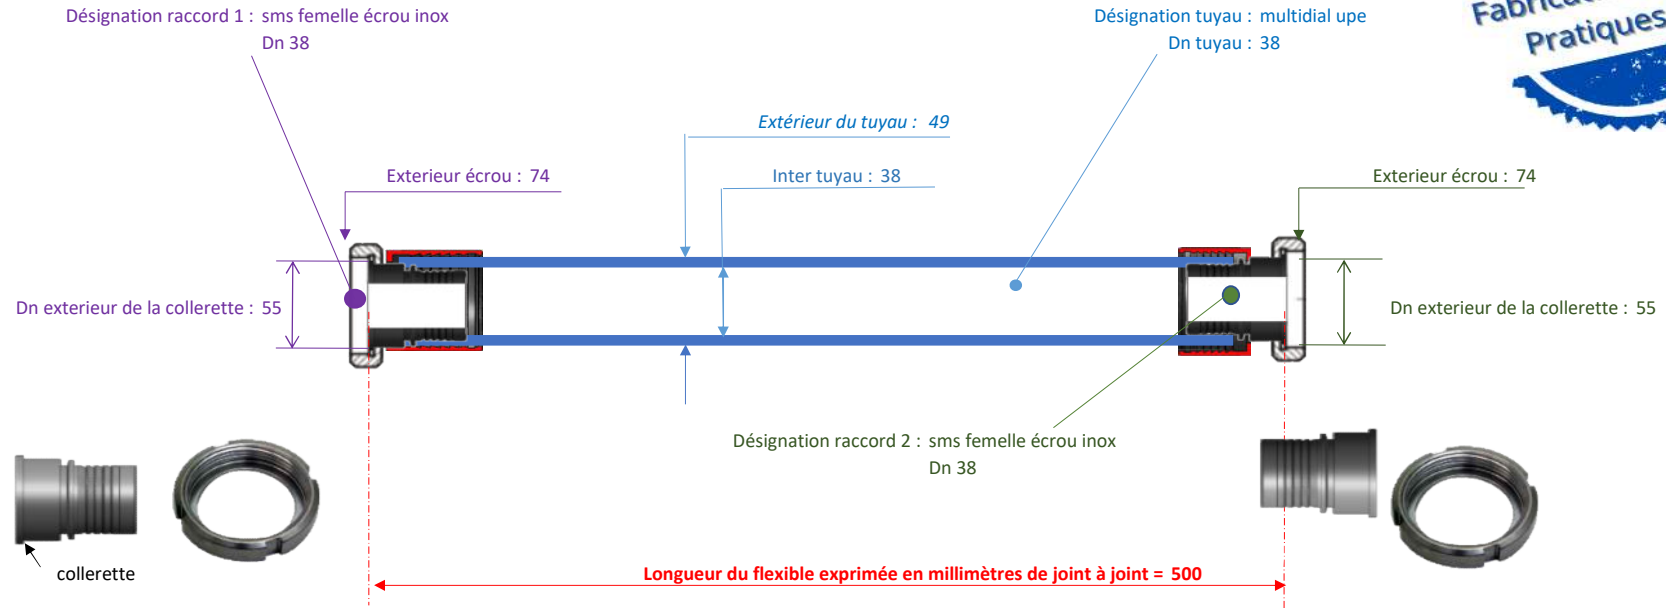 Désignation raccord 1 : sms femelle écrou inox
Dn 38
Désignation tuyau : multidial upe
Dn tuyau : 38
Pratiques
Extérieur du tuyau : 49
Exterieur écrou : 74
Inter tuyau : 38
Exterieur écrou : 74
Dn exterieur de la collerette : 55
Dn exterieur de la collerette : 55
Désignation raccord 2 : sms femelle écrou inox
Dn 38
collerette
Longueur du flexible exprimée en millimètres de joint à joint = 500